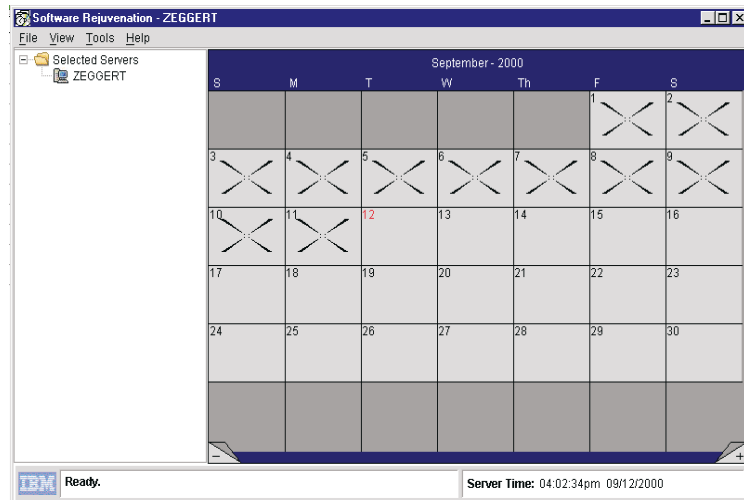 Software Rejuvenation - ZEGGERT
File View Tools Help
Selected Servers
ZEGGERT
September - 2000
S M T W Th F S
1 2
3 4 5 6 7 8 9
10 11 12 13 14 15 16
17 18 19 20 21 22 23
24 25 26 27 28 29 30
- +
IBM Ready. Server Time: 04:02:34pm 09/12/2000